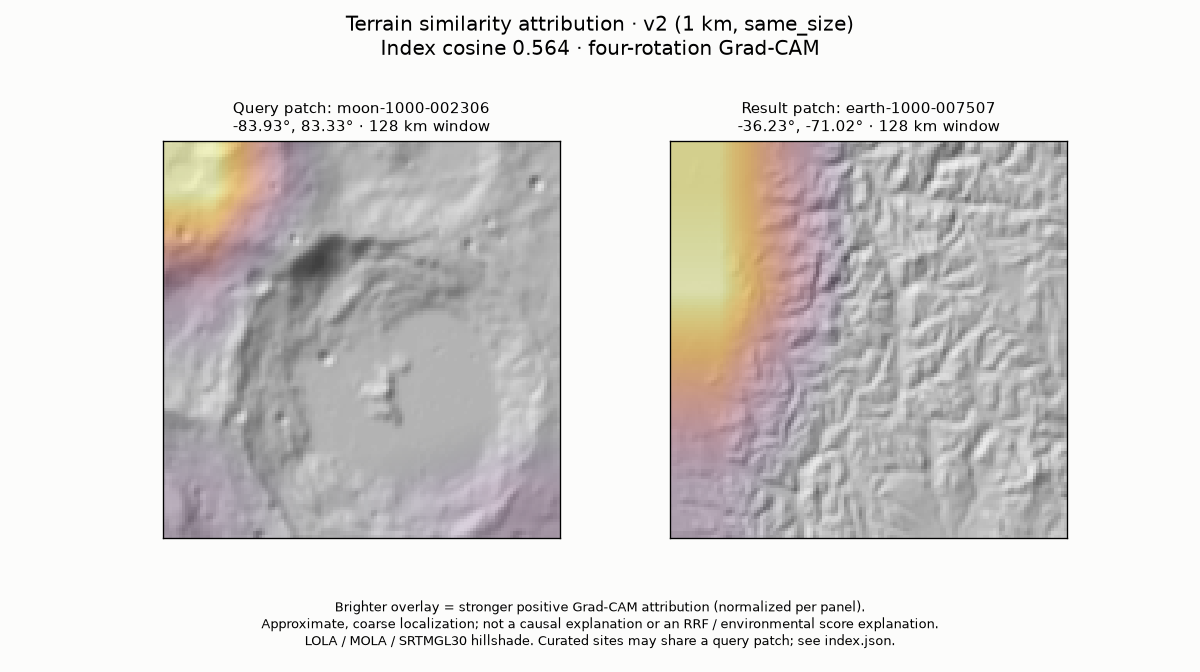 Terrain similarity attribution · v2 (1 km, same_size)
Index cosine 0.564 · four-rotation Grad-CAM
Query patch: moon-1000-002306
-83.93°, 83.33° · 128 km window
Result patch: earth-1000-007507
-36.23°, -71.02° · 128 km window
Brighter overlay = stronger positive Grad-CAM attribution (normalized per panel).
Approximate, coarse localization; not a causal explanation or an RRF / environmental score explanation.
LOLA / MOLA / SRTMGL30 hillshade. Curated sites may share a query patch; see index.json.